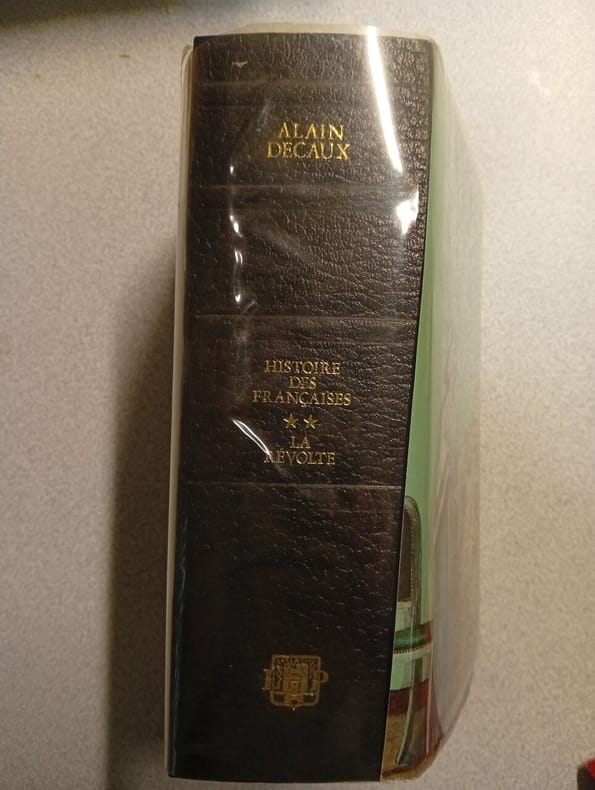 ALAIN
DECAUX
HISTOIRE
DES
FRANÇAISES
★★
LA
RÉVOLTE